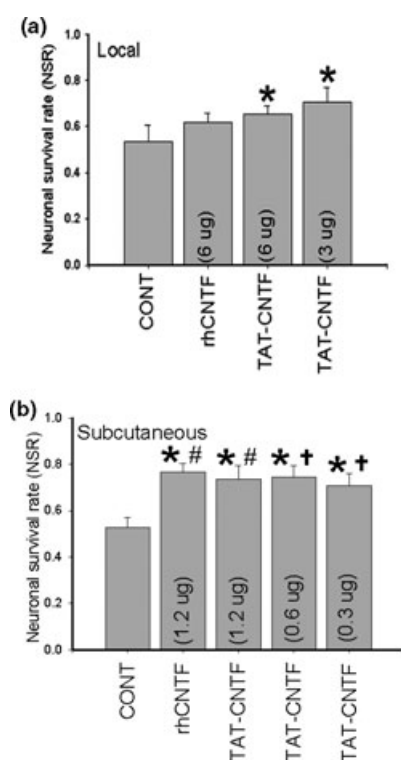 (a)
Local
Neuronal survival rate (NSR)
1.0
0.8
0.6
0.4
0.2
0.0
* *
(6 ug) (6 ug) (3 ug)
CONT rhCNTF TAT-CNTF TAT-CNTF
(b)
Subcutaneous
Neuronal survival rate (NSR)
1.0
0.8
0.6
0.4
0.2
0.0
*# *# *† *†
(1.2 ug) (1.2 ug) (0.6 ug) (0.3 ug)
CONT rhCNTF TAT-CNTF TAT-CNTF TAT-CNTF